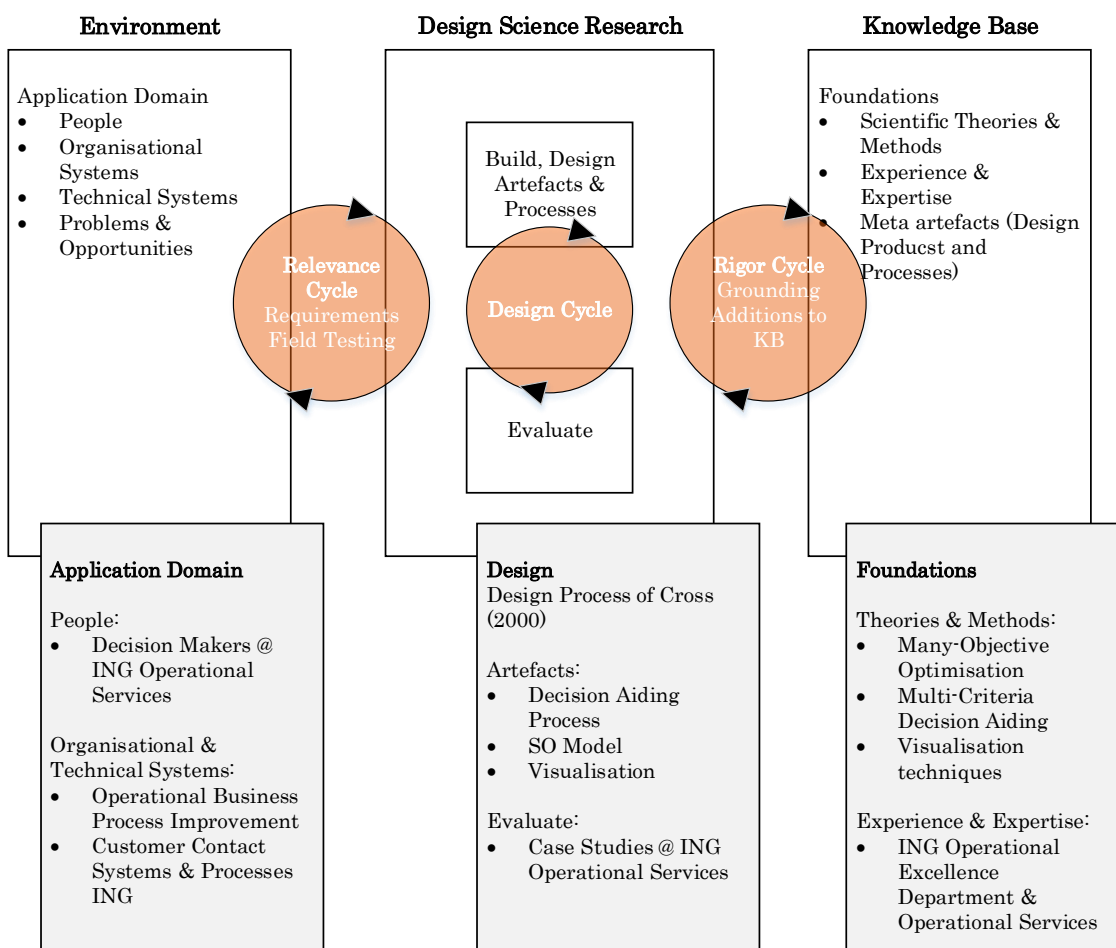 Environment
Design Science Research
Knowledge Base
Application Domain
• People
• Organisational
Systems
• Technical Systems
• Problems &
Opportunities
Relevance
Cycle
Requirements
Field Testing
Build, Design
Artefacts &
Processes
Design Cycle
Evaluate
Rigor Cycle
Grounding
Additions to
KB
Foundations
• Scientific Theories &
Methods
• Experience &
Expertise
• Meta artefacts (Design
Producst and
Processes)
Application Domain
People:
• Decision Makers @
ING Operational
Services
Organisational &
Technical Systems:
• Operational Business
Process Improvement
• Customer Contact
Systems & Processes
ING
Design
Design Process of Cross
(2000)
Artefacts:
• Decision Aiding
Process
• SO Model
• Visualisation
Evaluate:
• Case Studies @ ING
Operational Services
Foundations
Theories & Methods:
• Many-Objective
Optimisation
• Multi-Criteria
Decision Aiding
• Visualisation
techniques
Experience & Expertise:
• ING Operational
Excellence
Department &
Operational Services